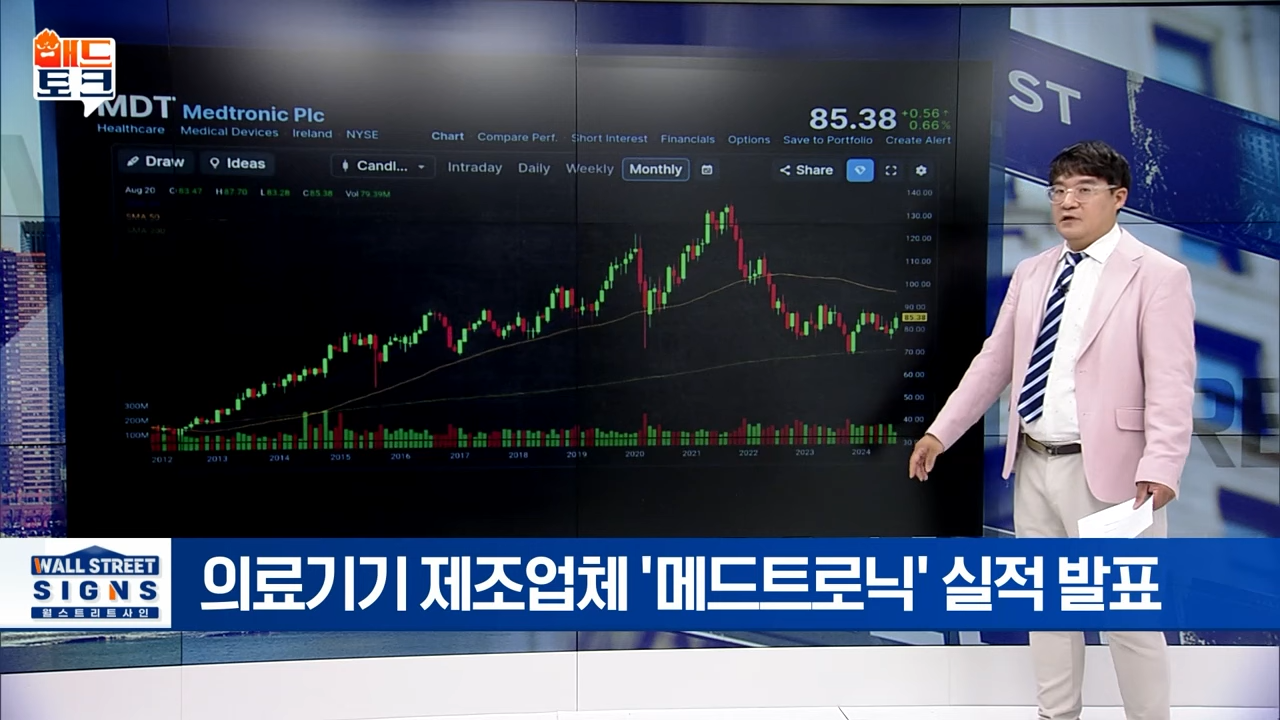 매드
토크
MDT Medtronic Plc
Healthcare Medical Devices Ireland NYSE
85.38 +0.56
0.66%
Chart Compare Perf. Short Interest Financials Options Save to Portfolio Create Alert
Draw Ideas Candl... Intraday Daily Weekly Monthly Share
Aug 20 O:83.47 H:87.70 L:83.28 C:85.38 Vol 79.39M
SMA 50
SMA 200
140.00
130.00
120.00
110.00
100.00
90.00
85.38
80.00
70.00
60.00
50.00
40.00
300M
200M
100M
2012 2013 2014 2015 2016 2017 2018 2019 2020 2021 2022 2023 2024
ST
WALL STREET
SIGNS
월스트리트사인
의료기기 제조업체 '메드트로닉' 실적 발표